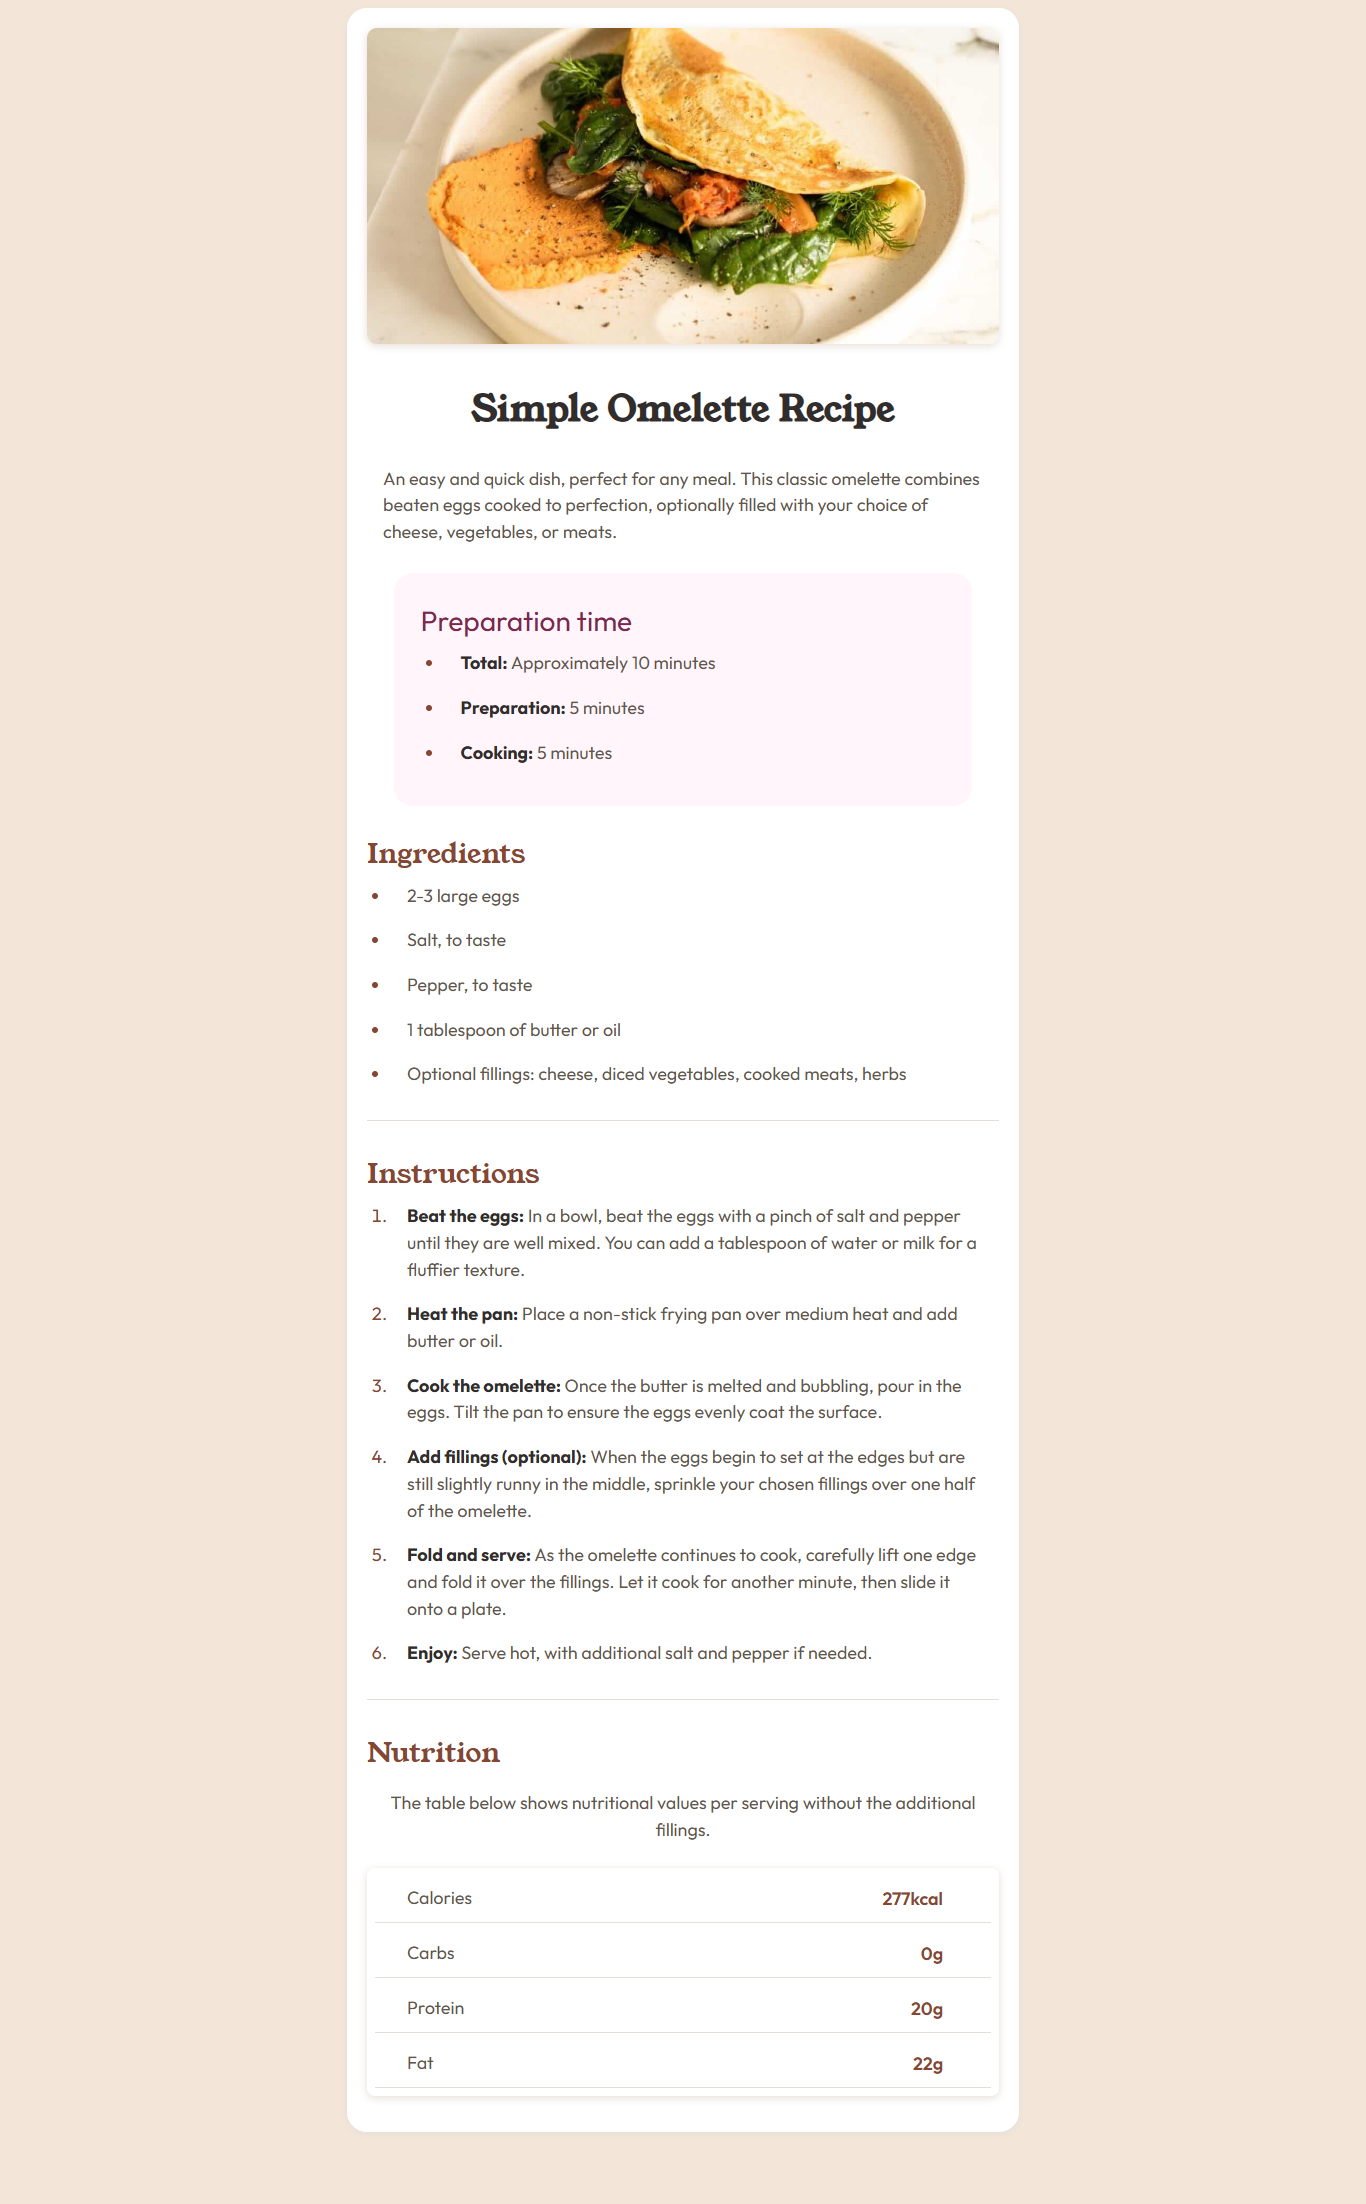 Simple Omelette Recipe
An easy and quick dish, perfect for any meal. This classic omelette combines
beaten eggs cooked to perfection, optionally filled with your choice of
cheese, vegetables, or meats.
Preparation time
• Total: Approximately 10 minutes
• Preparation: 5 minutes
• Cooking: 5 minutes
Ingredients
• 2-3 large eggs
• Salt, to taste
• Pepper, to taste
• 1 tablespoon of butter or oil
• Optional fillings: cheese, diced vegetables, cooked meats, herbs
Instructions
1. Beat the eggs: In a bowl, beat the eggs with a pinch of salt and pepper
until they are well mixed. You can add a tablespoon of water or milk for a
fluffier texture.
2. Heat the pan: Place a non-stick frying pan over medium heat and add
butter or oil.
3. Cook the omelette: Once the butter is melted and bubbling, pour in the
eggs. Tilt the pan to ensure the eggs evenly coat the surface.
4. Add fillings (optional): When the eggs begin to set at the edges but are
still slightly runny in the middle, sprinkle your chosen fillings over one half
of the omelette.
5. Fold and serve: As the omelette continues to cook, carefully lift one edge
and fold it over the fillings. Let it cook for another minute, then slide it
onto a plate.
6. Enjoy: Serve hot, with additional salt and pepper if needed.
Nutrition
The table below shows nutritional values per serving without the additional
fillings.
Calories 277kcal
Carbs 0g
Protein 20g
Fat 22g